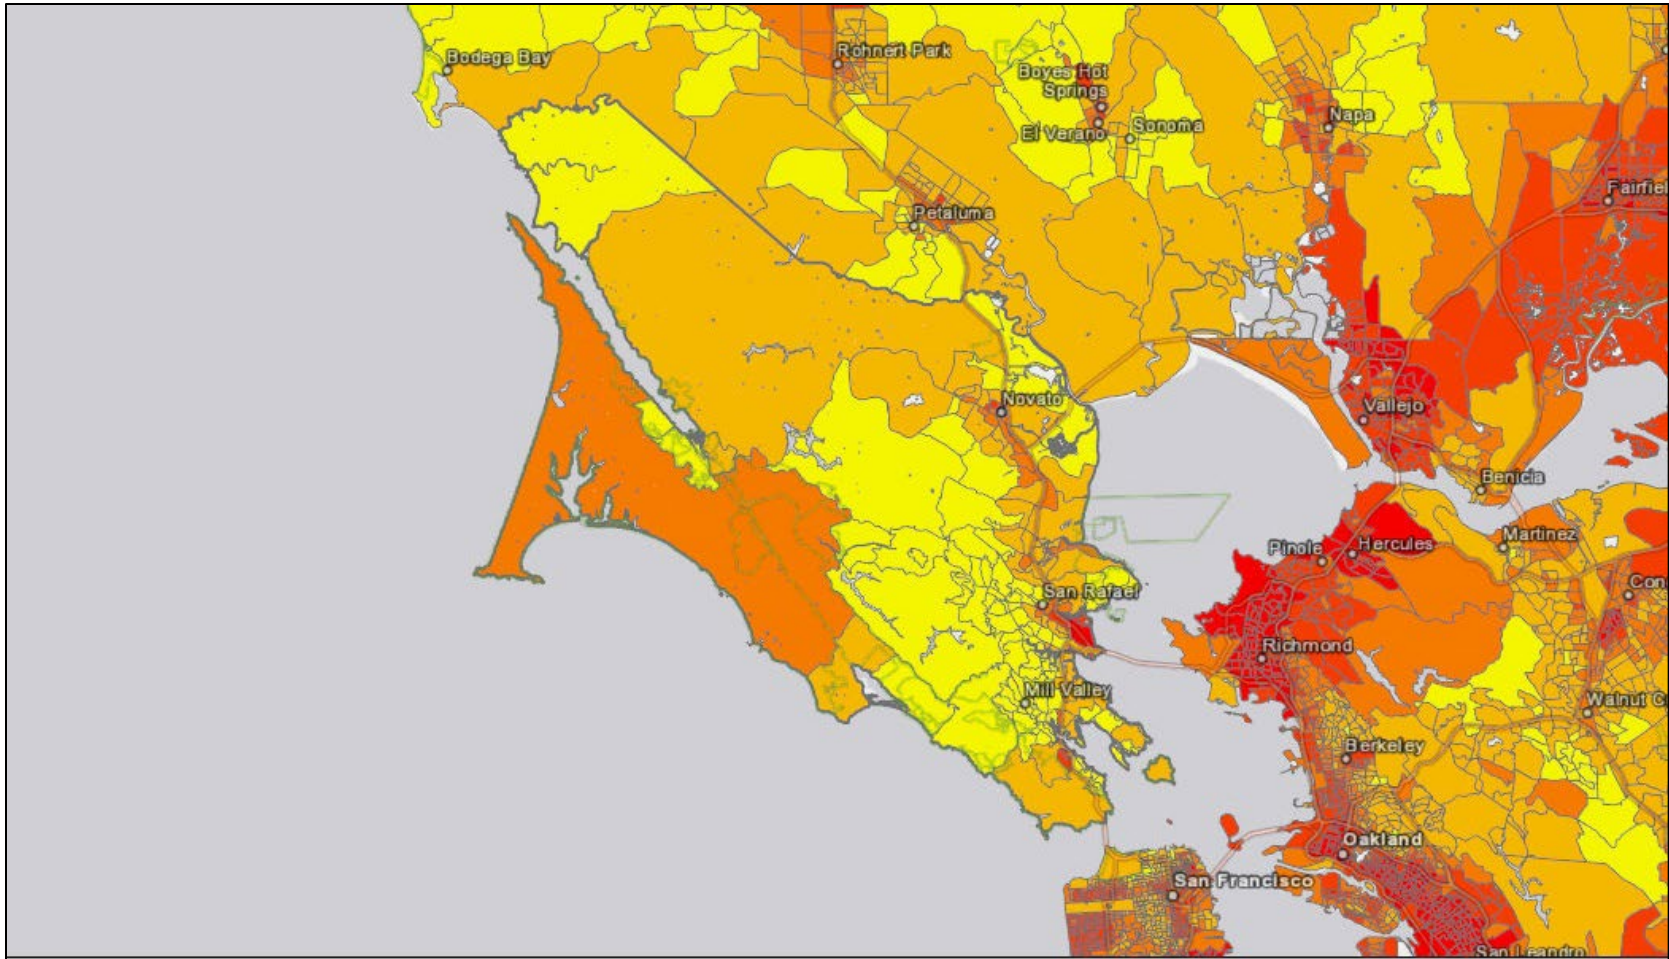 Bodega Bay
Rohnert Park
Boyes Hot
Springs
El Verano
Sonoma
Napa
Fairfiel
Petaluma
Novato
Vallejo
Benicia
Martinez
Pinole
Hercules
Con
San Rafael
Richmond
Mill Valley
Walnut C
Berkeley
Oakland
San Francisco
San Leandro